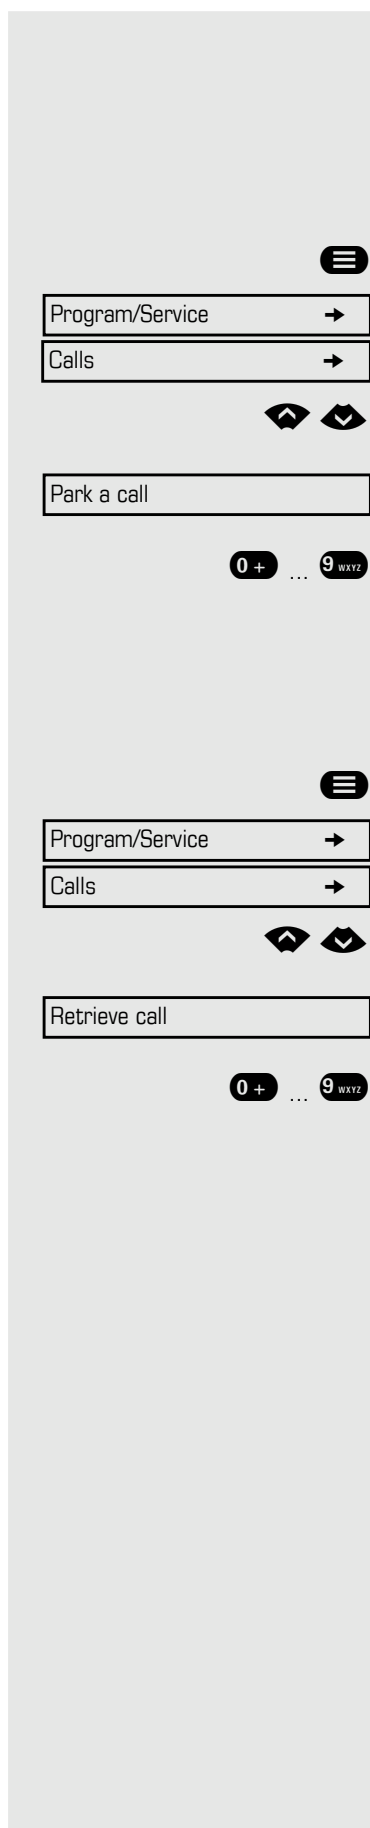 Program/Service
Calls
Park a call
0 + ... 9 WXYZ
Program/Service
Calls
Retrieve call
0 + ... 9 WXYZ